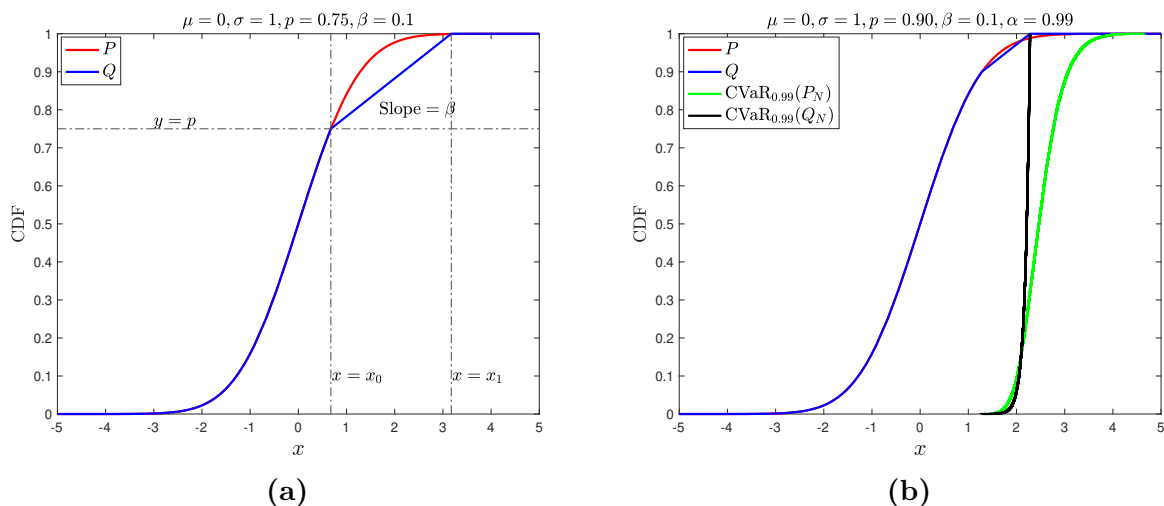 μ = 0, σ = 1, p = 0.75, β = 0.1
P
Q
Slope = β
y = p
x = x₀
x = x₁
CDF
1
0.9
0.8
0.7
0.6
0.5
0.4
0.3
0.2
0.1
0
-5 -4 -3 -2 -1 0 1 2 3 4 5
x
(a)
μ = 0, σ = 1, p = 0.90, β = 0.1, α = 0.99
P
Q
CVaR₀.₉₉(P_N)
CVaR₀.₉₉(Q_N)
CDF
1
0.9
0.8
0.7
0.6
0.5
0.4
0.3
0.2
0.1
0
-5 -4 -3 -2 -1 0 1 2 3 4 5
x
(b)